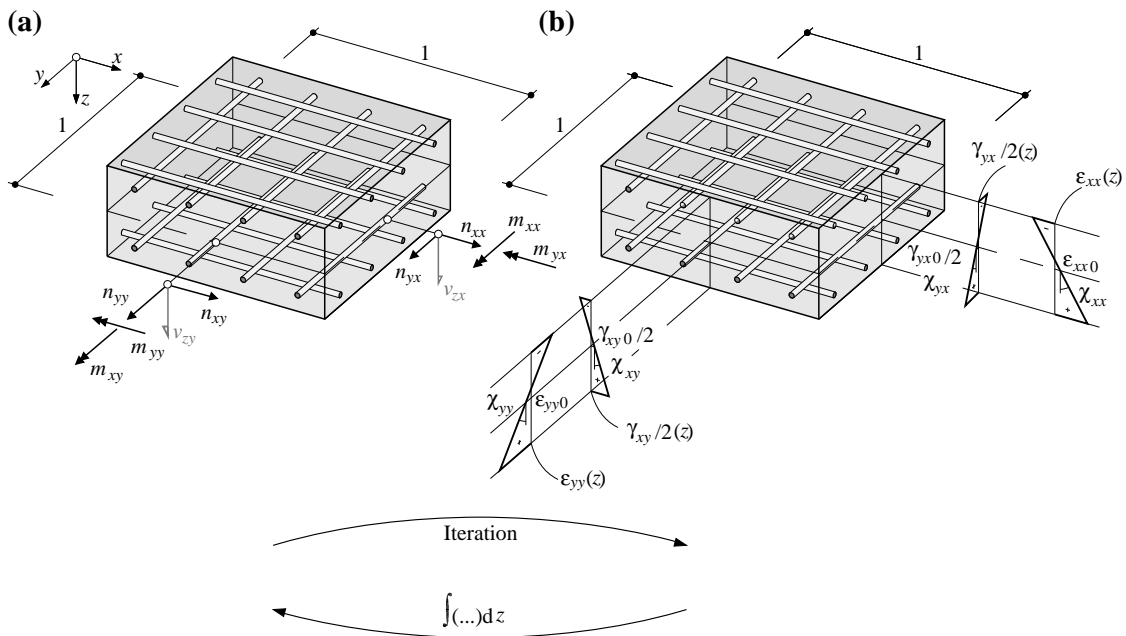 (a)
x
y
z
1
1
n_xx
m_xx
m_yx
n_yx
v_zx
n_yy
n_xy
v_zy
m_yy
m_xy
(b)
1
1
γ_yx/2(z)
ε_xx(z)
γ_yx0/2
χ_yx
ε_xx0
χ_xx
-
+
-
+
γ_xy0/2
χ_xy
χ_yy
ε_yy0
γ_xy/2(z)
ε_yy(z)
-
+
-
+
Iteration
∫(...)dz